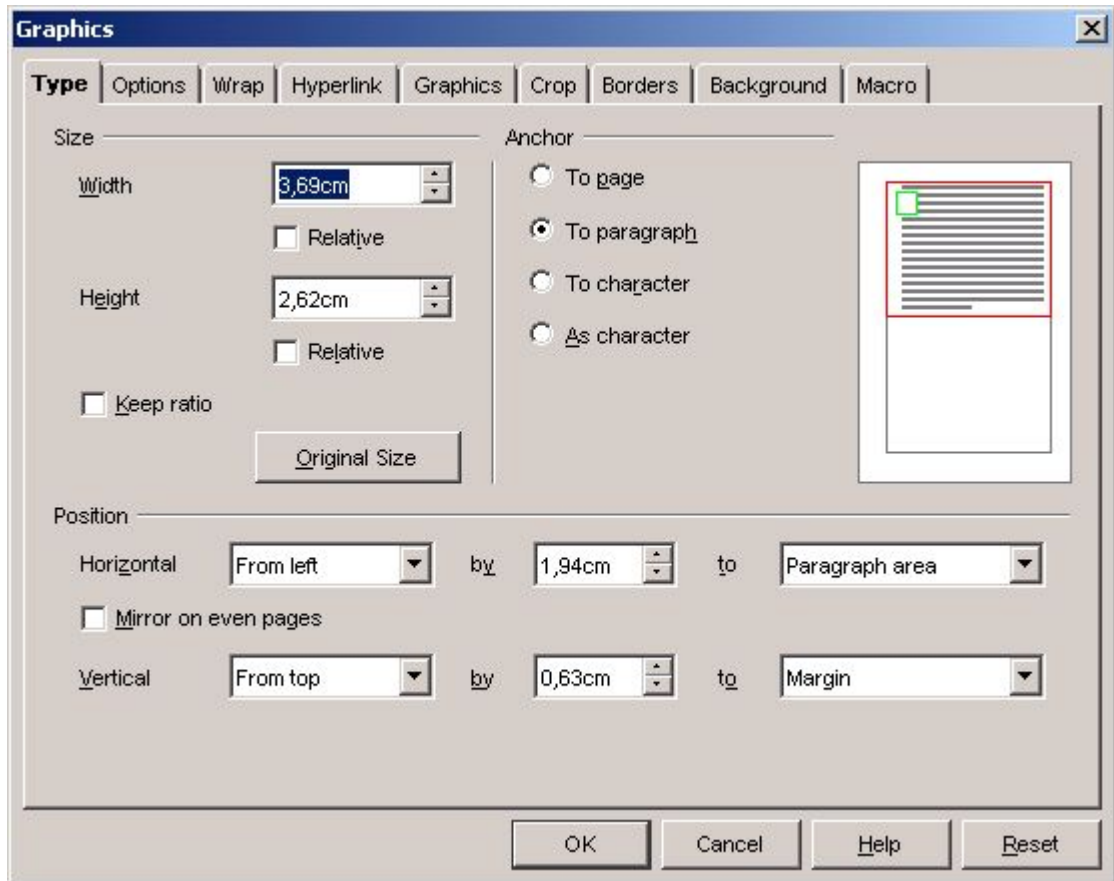 Graphics
Type Options Wrap Hyperlink Graphics Crop Borders Background Macro
Size
Anchor
Width 3,69cm
To page
Relative
To paragraph
Height 2,62cm
To character
Relative
As character
Keep ratio
Original Size
Position
Horizontal From left by 1,94cm to Paragraph area
Mirror on even pages
Vertical From top by 0,63cm to Margin
OK Cancel Help Reset